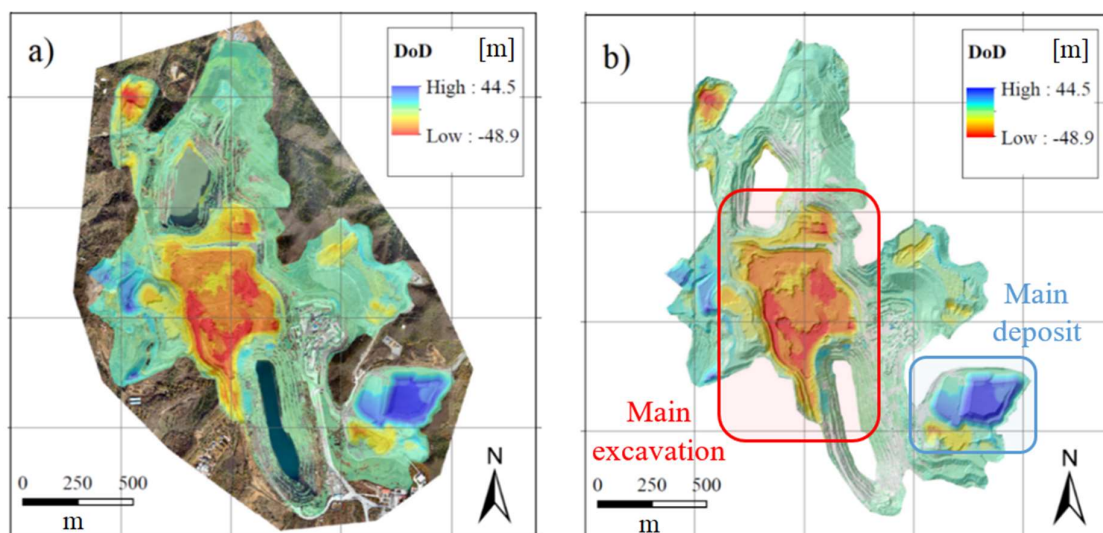 a)
DoD [m]
High : 44.5
Low : -48.9
0 250 500
m
N
b)
DoD [m]
High : 44.5
Low : -48.9
Main
deposit
Main
excavation
0 250 500
m
N